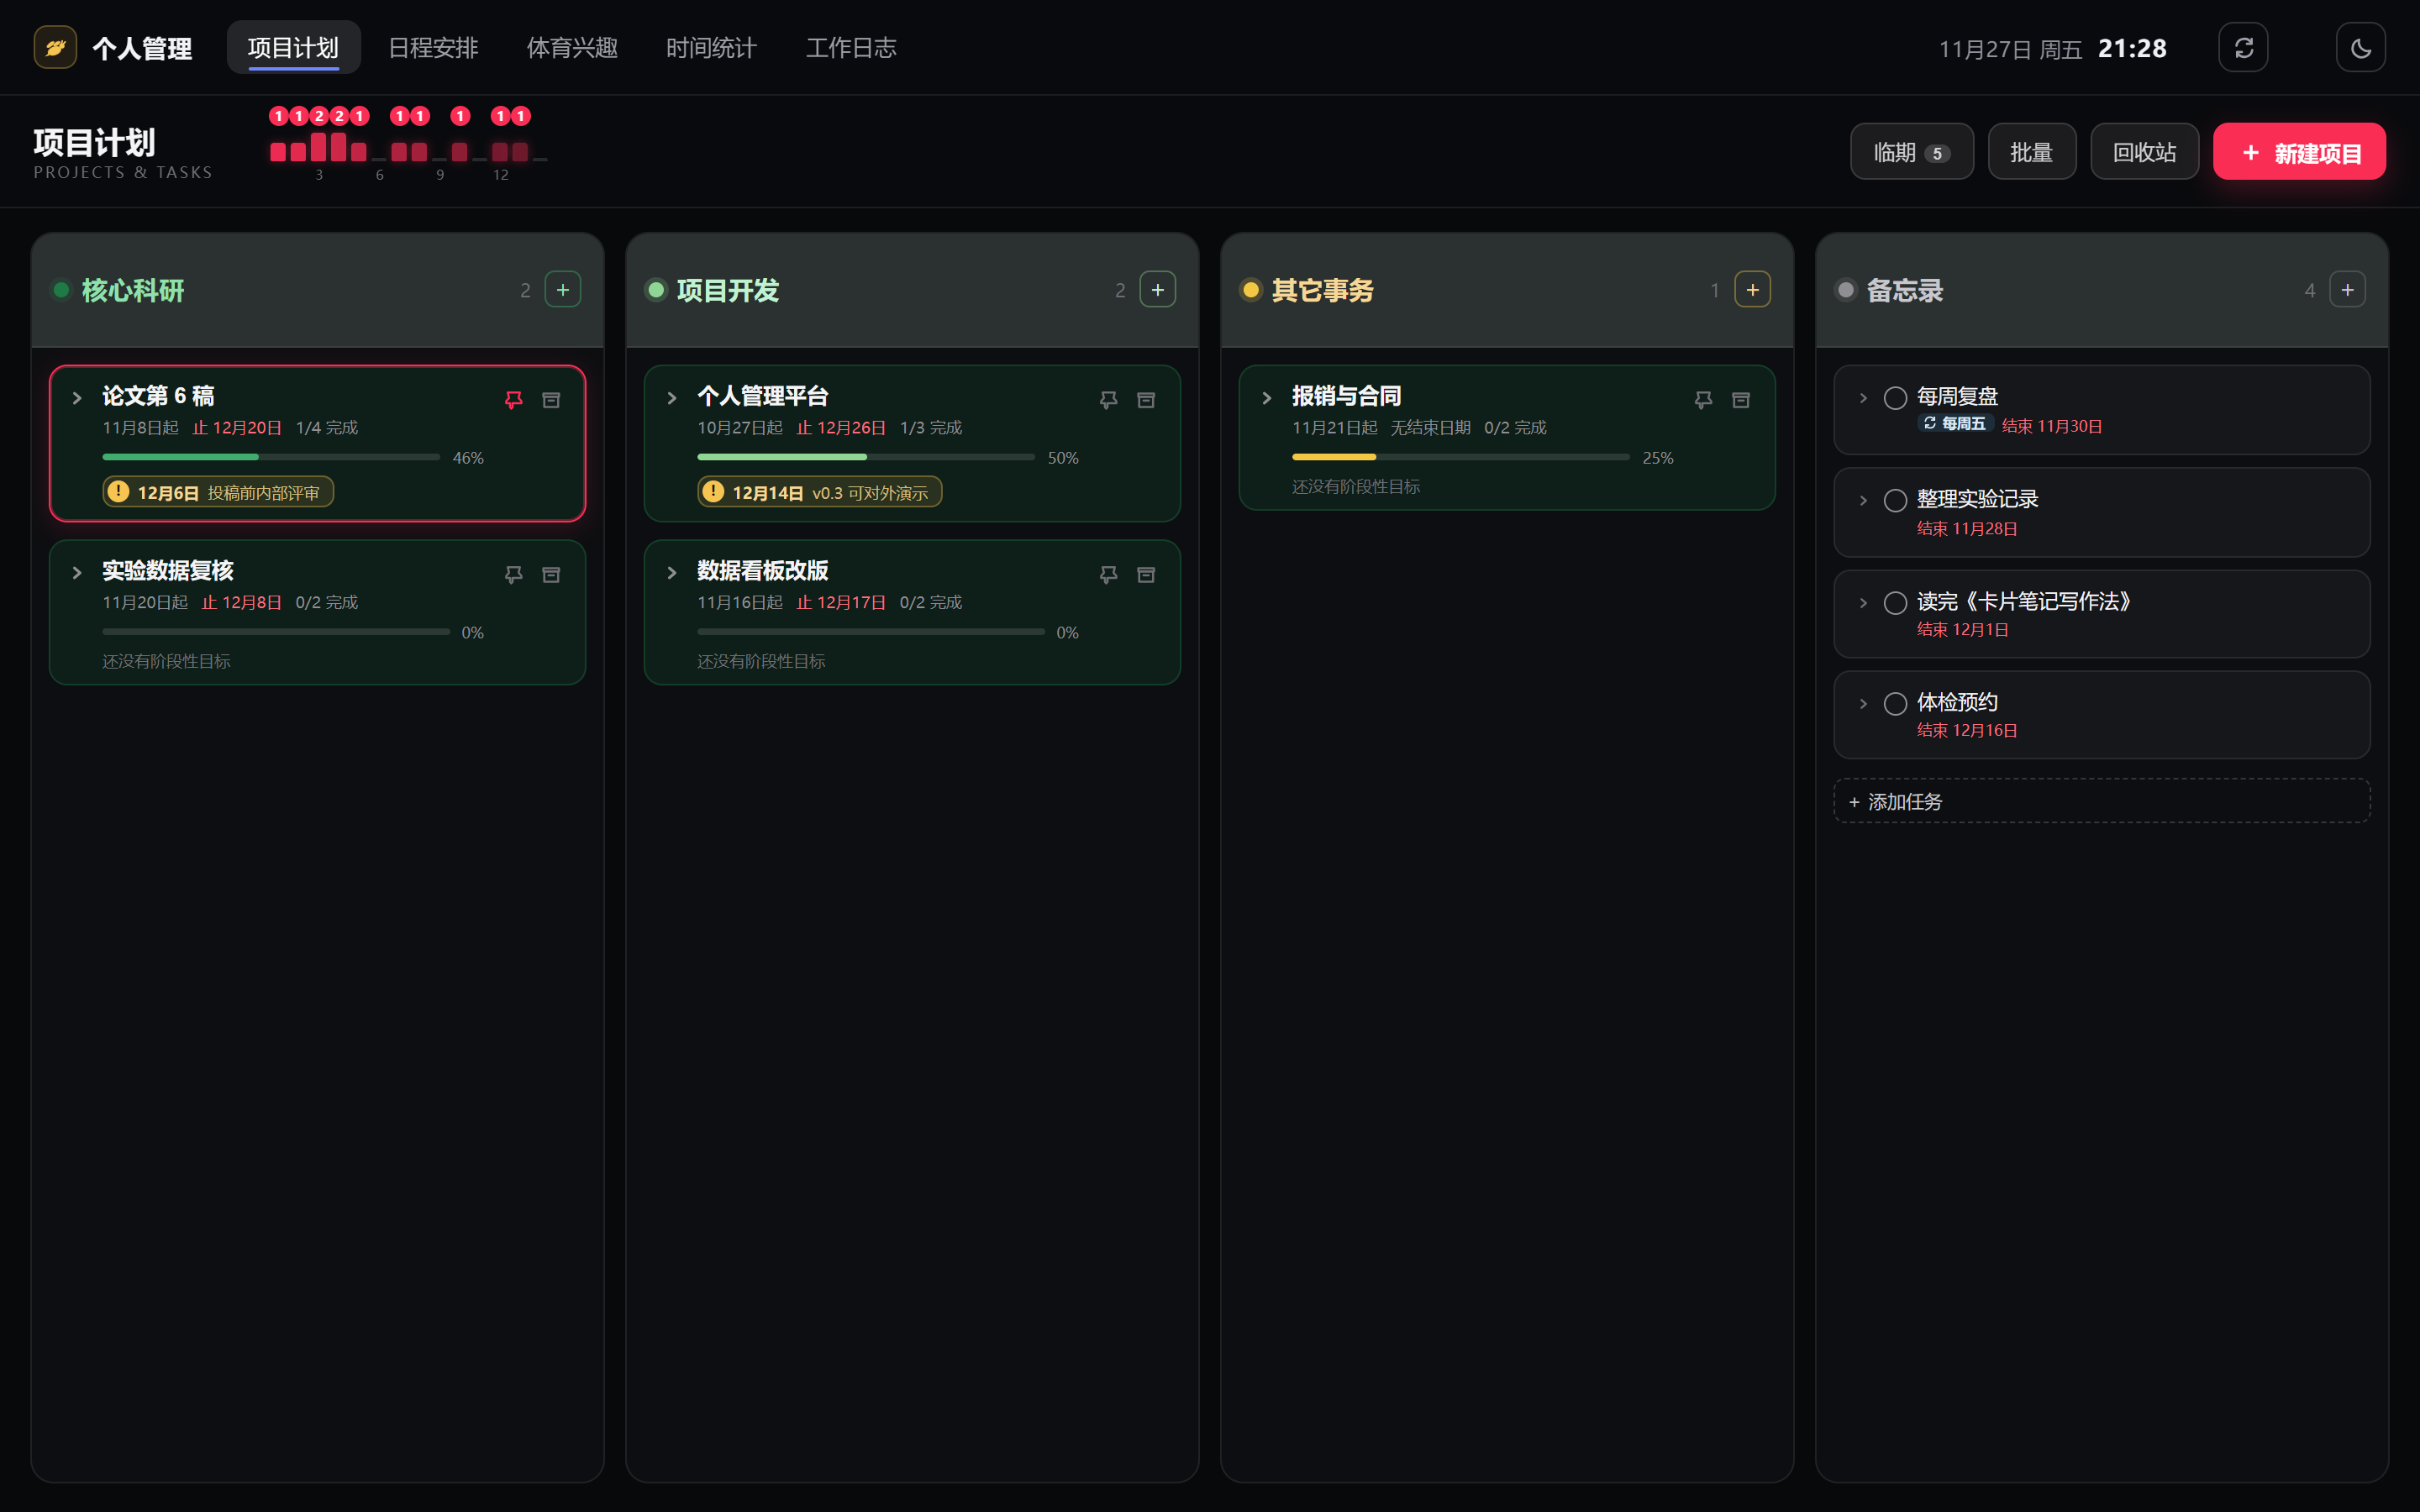 个人管理
项目计划
日程安排
体育兴趣
时间统计
工作日志
11月27日 周五 21:28
项目计划
PROJECTS & TASKS
1 1 2 2 1 1 1 1 1 1
3 6 9 12
临期 5
批量
回收站
+ 新建项目
核心科研
2 +
论文第 6 稿
11月8日起 止 12月20日 1/4 完成
46%
! 12月6日 投稿前内部评审
实验数据复核
11月20日起 止 12月8日 0/2 完成
0%
还没有阶段性目标
项目开发
2 +
个人管理平台
10月27日起 止 12月26日 1/3 完成
50%
! 12月14日 v0.3 可对外演示
数据看板改版
11月16日起 止 12月17日 0/2 完成
0%
还没有阶段性目标
其它事务
1 +
报销与合同
11月21日起 无结束日期 0/2 完成
25%
还没有阶段性目标
备忘录
4 +
每周复盘
每周五 结束 11月30日
整理实验记录
结束 11月28日
读完《卡片笔记写作法》
结束 12月1日
体检预约
结束 12月16日
+ 添加任务